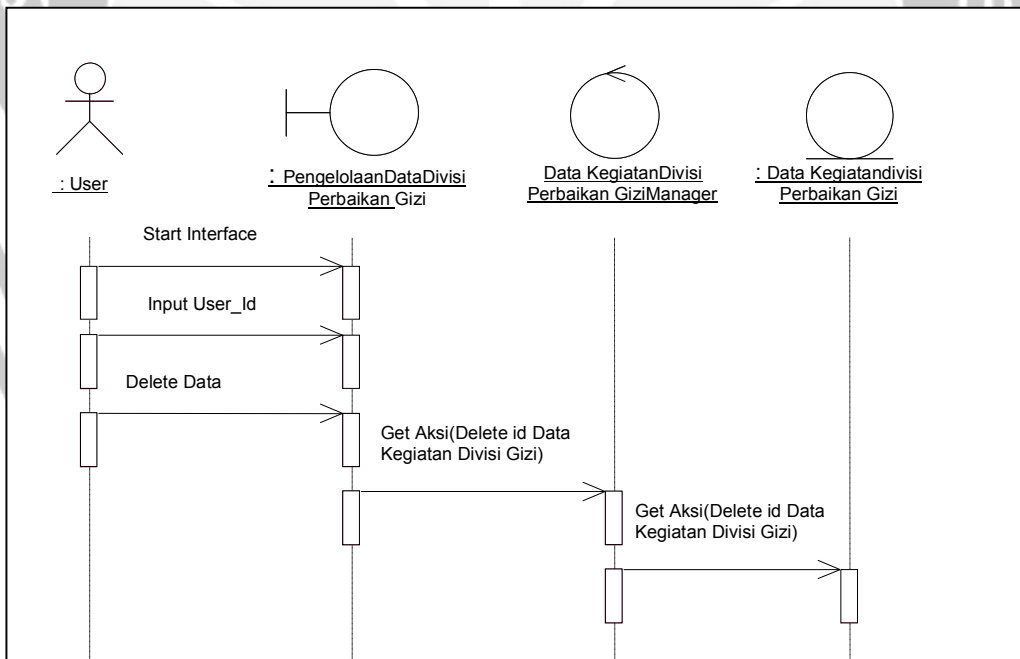 : User
: PengelolaanDataDivisi
Perbaikan Gizi
Data KegiatanDivisi
Perbaikan GiziManager
: Data Kegiatandivisi
Perbaikan Gizi
Start Interface
Input User_Id
Delete Data
Get Aksi(Delete id Data
Kegiatan Divisi Gizi)
Get Aksi(Delete id Data
Kegiatan Divisi Gizi)